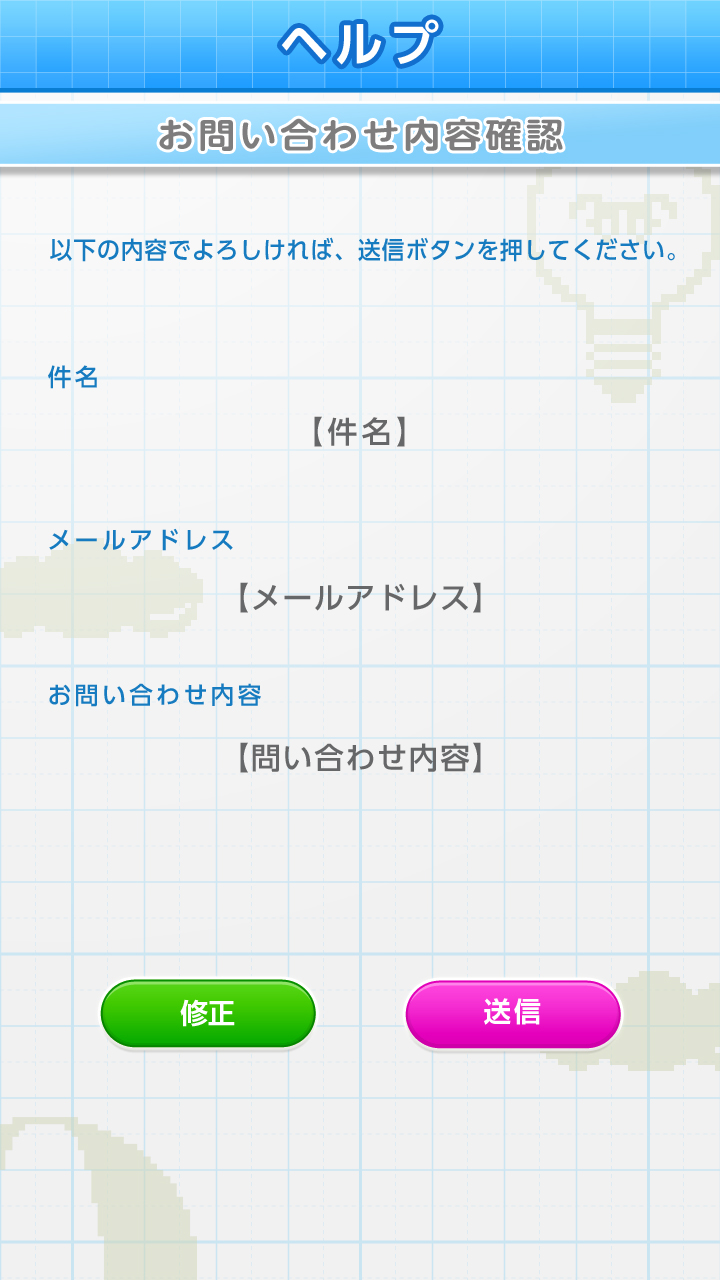 ヘルプ
お問い合わせ内容確認
以下の内容でよろしければ、送信ボタンを押してください。
件名
【件名】
メールアドレス
【メールアドレス】
お問い合わせ内容
【問い合わせ内容】
修正
送信